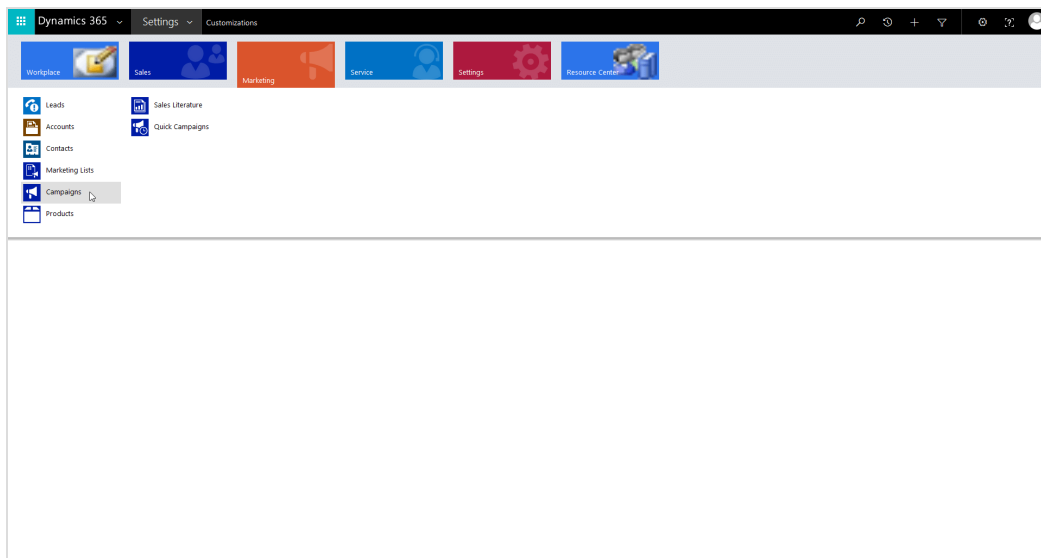 Dynamics 365 Settings Customizations
Workplace Sales Marketing Service Settings Resource Center
Leads Sales Literature
Accounts Quick Campaigns
Contacts
Marketing Lists
Campaigns
Products